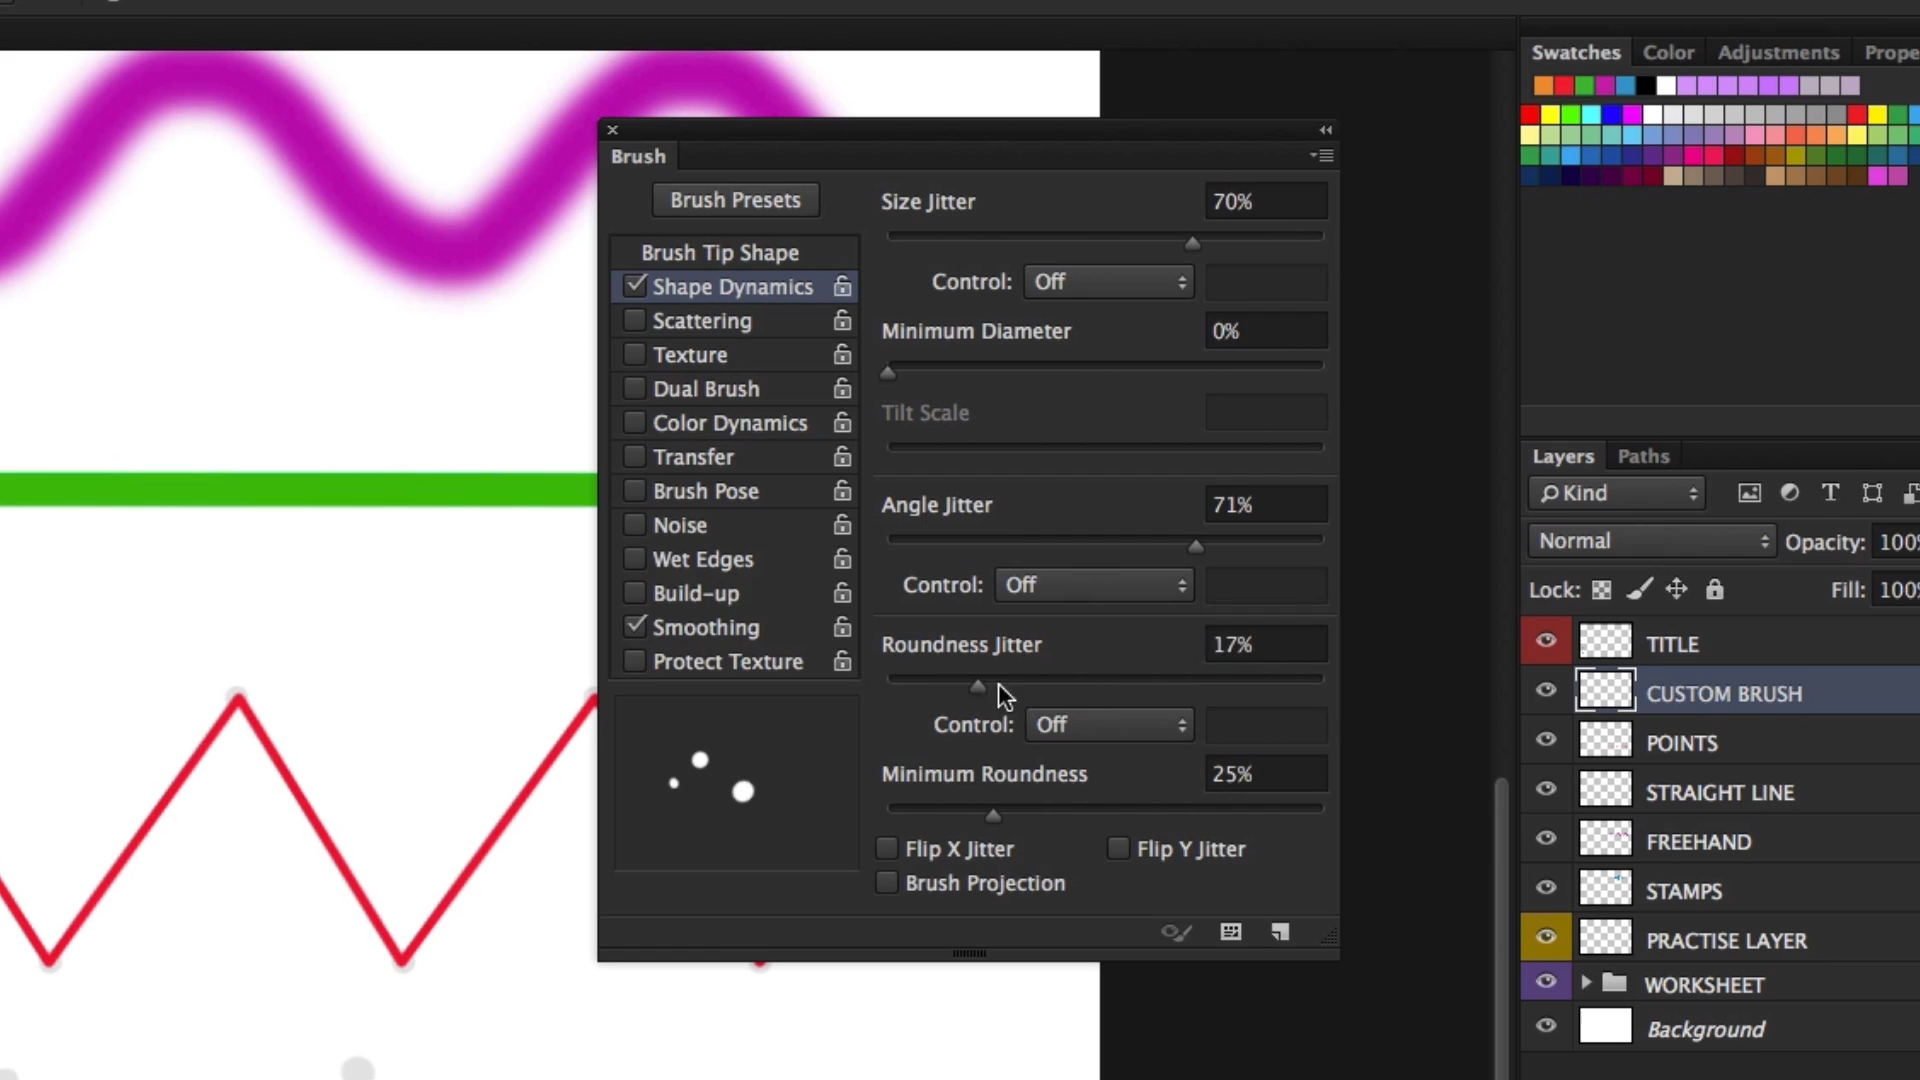 Swatches Color Adjustments Prope
Brush
Brush Presets
Brush Tip Shape
Shape Dynamics
Scattering
Texture
Dual Brush
Color Dynamics
Transfer
Brush Pose
Noise
Wet Edges
Build-up
Smoothing
Protect Texture
Size Jitter 70%
Control: Off
Minimum Diameter 0%
Tilt Scale
Angle Jitter 71%
Control: Off
Roundness Jitter 17%
Control: Off
Minimum Roundness 25%
Flip X Jitter Flip Y Jitter
Brush Projection
Layers Paths
Kind
Normal Opacity: 100%
Lock: Fill: 100%
TITLE
CUSTOM BRUSH
POINTS
STRAIGHT LINE
FREEHAND
STAMPS
PRACTISE LAYER
WORKSHEET
Background